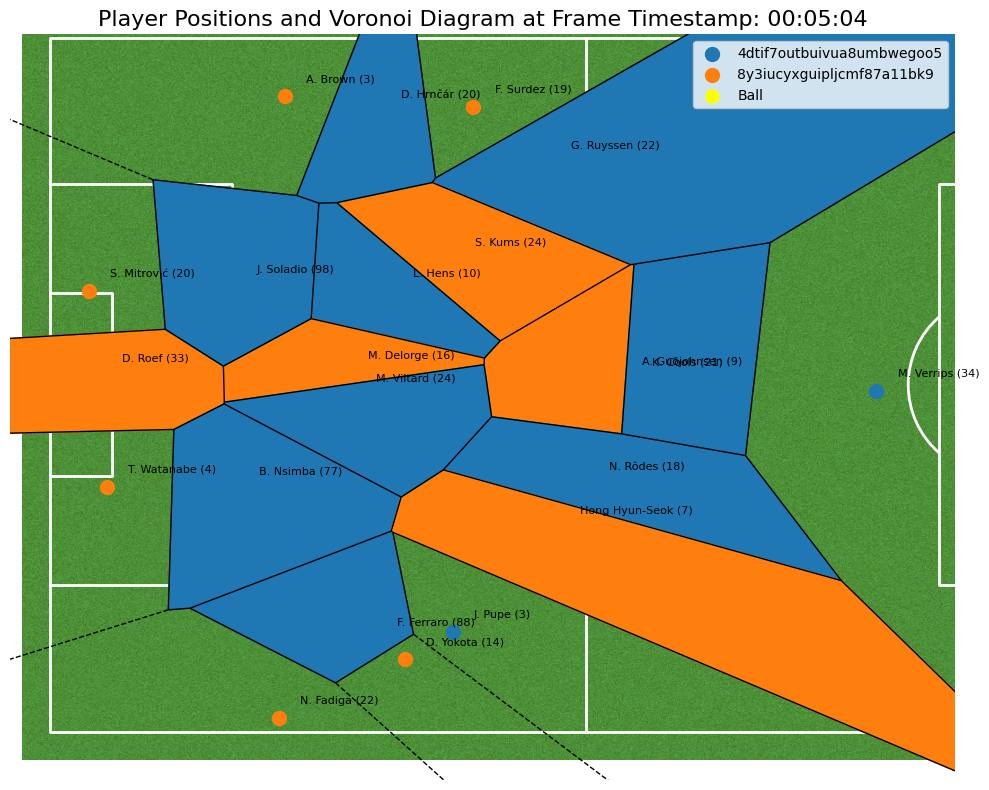 Player Positions and Voronoi Diagram at Frame Timestamp: 00:05:04
4dtif7outbuivua8umbwegoo5
8y3iucyxguipljcmf87a11bk9
Ball
A. Brown (3)
D. Hrnčár (20)
F. Surdez (19)
G. Ruyssen (22)
S. Kums (24)
S. Mitrović (20)
J. Soladio (98)
L. Hens (10)
D. Roef (33)
M. Delorge (16)
A. Guðjohnsen (9)
K. Cools (21)
M. Verrips (34)
M. Viltard (24)
T. Watanabe (4)
B. Nsimba (77)
N. Rôdes (18)
Hong Hyun-Seok (7)
J. Pupe (3)
F. Ferraro (88)
D. Yokota (14)
N. Fadiga (22)